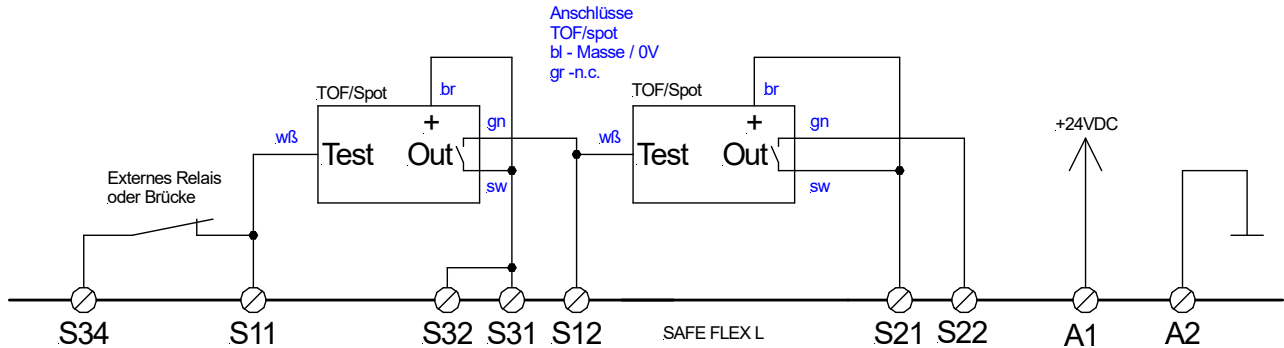 Anschlüsse
TOF/spot
bl - Masse / 0V
gr -n.c.
TOF/Spot
br
TOF/Spot
br
+
gn
+
gn
+24VDC
wß
Test
Out
wß
Test
Out
Externes Relais
oder Brücke
sw
sw
S34
S11
S32
S31
S12
SAFE FLEX L
S21
S22
A1
A2